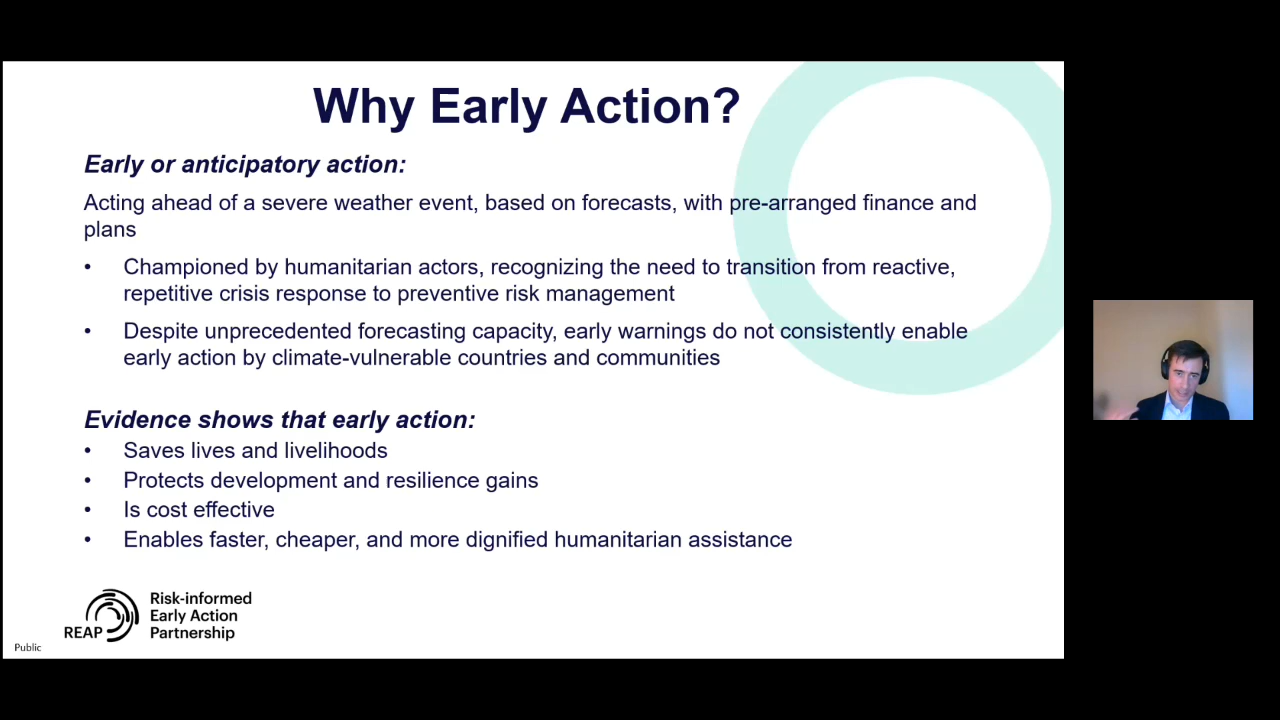 Why Early Action?
Early or anticipatory action:
Acting ahead of a severe weather event, based on forecasts, with pre-arranged finance and
plans
• Championed by humanitarian actors, recognizing the need to transition from reactive,
repetitive crisis response to preventive risk management
• Despite unprecedented forecasting capacity, early warnings do not consistently enable
early action by climate-vulnerable countries and communities
Evidence shows that early action:
• Saves lives and livelihoods
• Protects development and resilience gains
• Is cost effective
• Enables faster, cheaper, and more dignified humanitarian assistance
REAP
Risk-informed
Early Action
Partnership
Public